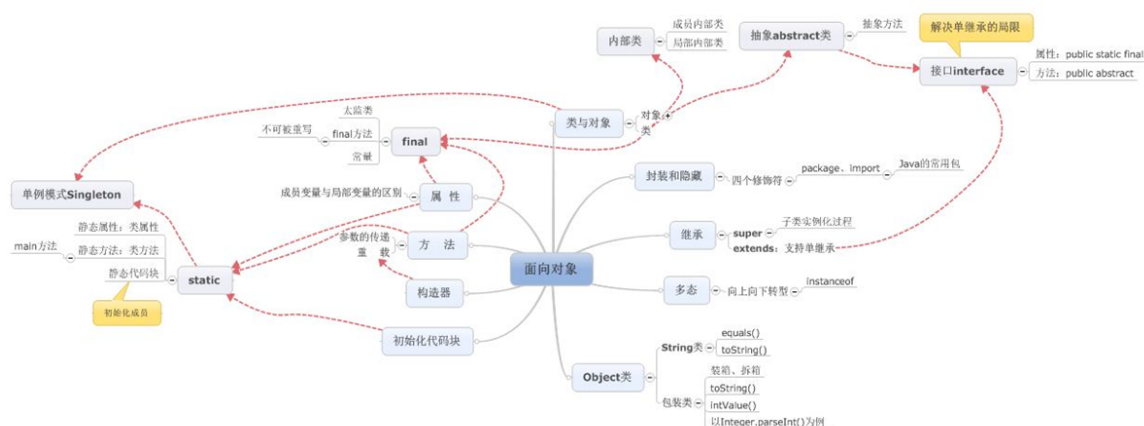 成员内部类
内部类
局部内部类
抽象abstract类
抽象方法
解决单继承的局限
接口interface
属性：public static final
方法：public abstract
类与对象
对象
类
太监类
不可被重写
final方法
常量
final
封装和隐藏
四个修饰符
package、import
Java的常用包
单例模式Singleton
成员变量与局部变量的区别
属 性
静态属性：类属性
main方法
静态方法：类方法
静态代码块
初始化成员
static
参数的传递
重 载
方 法
继承
super
子类实例化过程
extends：支持单继承
面向对象
构造器
多态
向上向下转型
instanceof
初始化代码块
Object类
String类
equals()
toString()
包装类
装箱、拆箱
toString()
intValue()
以Integer.parseInt()为例